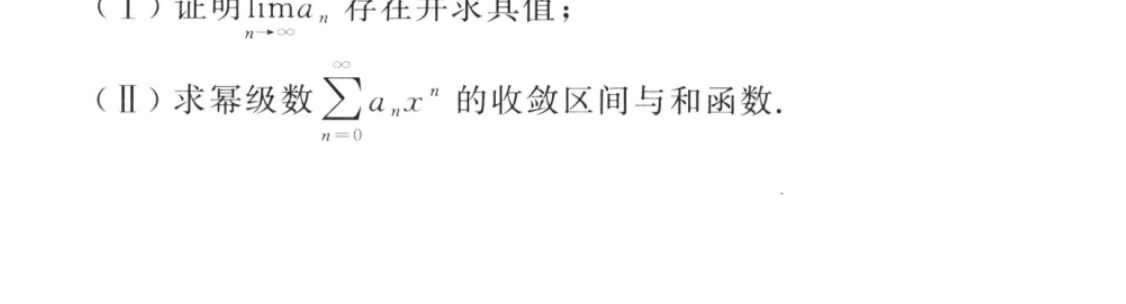 (Ⅰ)证明lim a_n 存在并求其值;
n→∞
∞
(Ⅱ)求幂级数∑a_n x^n 的收敛区间与和函数.
n=0